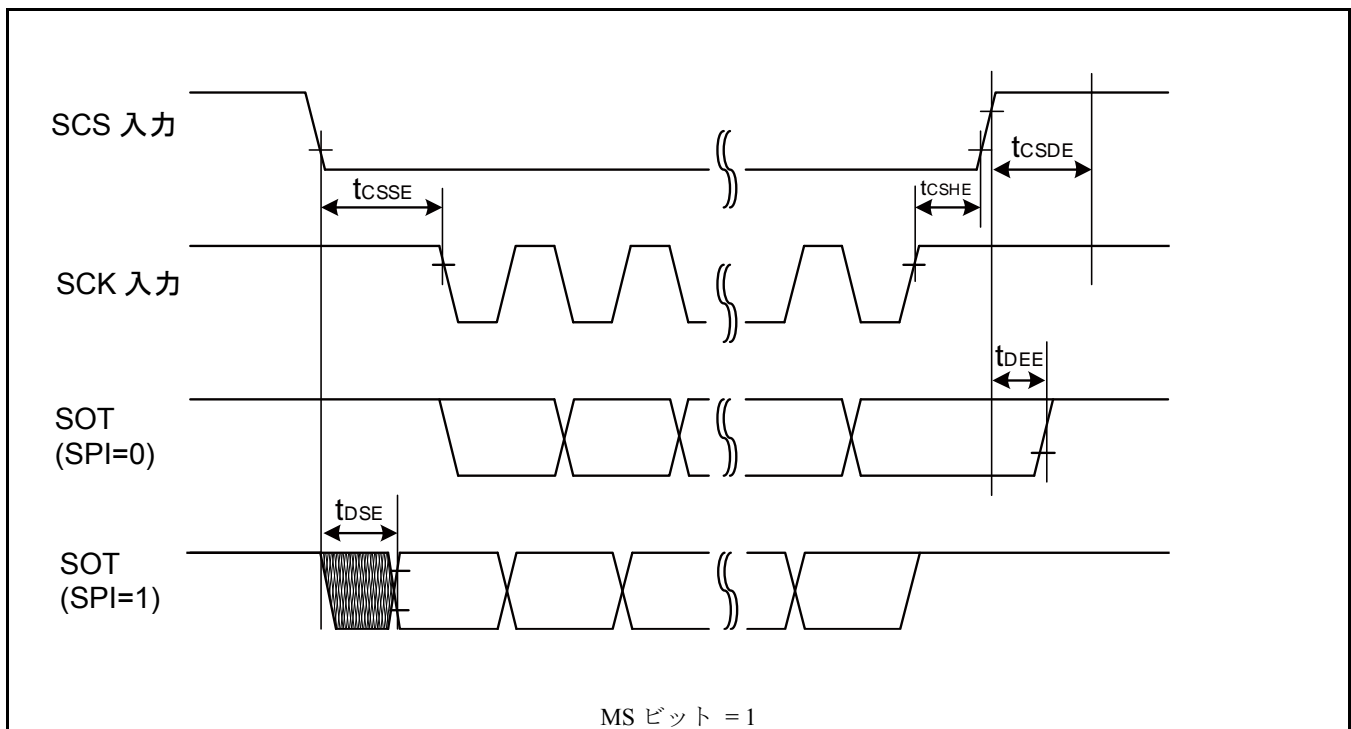 SCS 入力
tCSDE
tCSSE
tCSHE
SCK 入力
tDEE
SOT
(SPI=0)
tDSE
SOT
(SPI=1)
MS ビット = 1